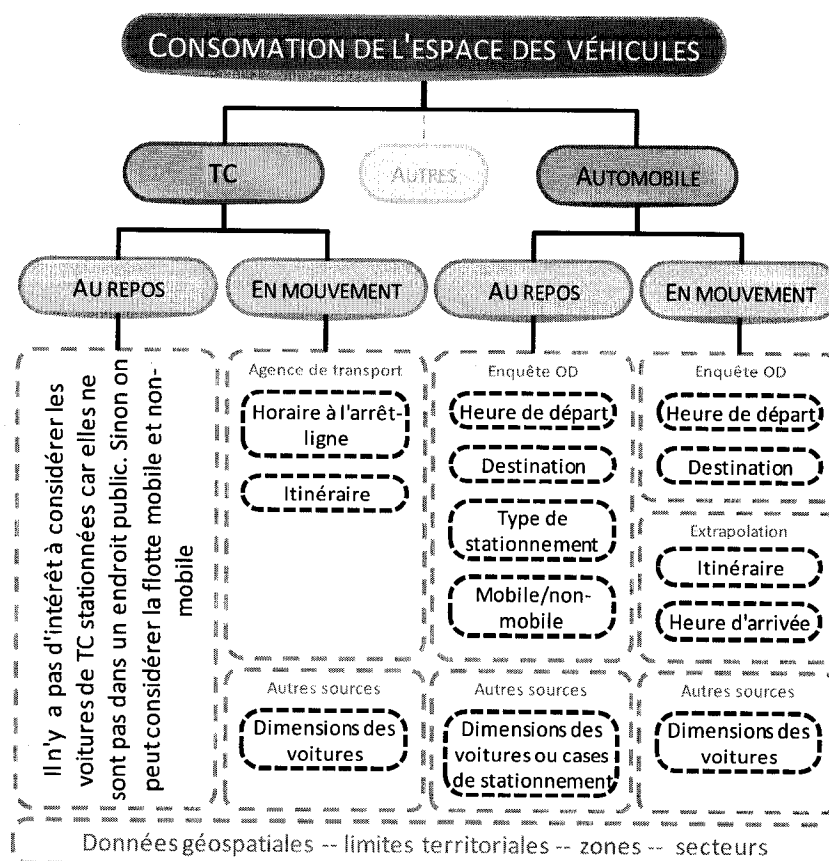 CONSOMATION DE L'ESPACE DES VÉHICULES
TC
AUTRES
AUTOMOBILE
AU REPOS
EN MOUVEMENT
AU REPOS
EN MOUVEMENT
Il n'y a pas d'intérêt à considérer les
voitures de TC stationnées car elles ne
sont pas dans un endroit public. Sinon on
peut considérer la flotte mobile et non-
mobile
Agence de transport
Horaire à l'arrêt-
ligne
Itinéraire
Autres sources
Dimensions des
voitures
Enquête OD
Heure de départ
Destination
Type de
stationnement
Mobile/non-
mobile
Autres sources
Dimensions des
voitures ou cases
de stationnement
Enquête OD
Heure de départ
Destination
Extrapolation
Itinéraire
Heure d'arrivée
Autres sources
Dimensions des
voitures
Données géospatiales -- limites territoriales -- zones -- secteurs